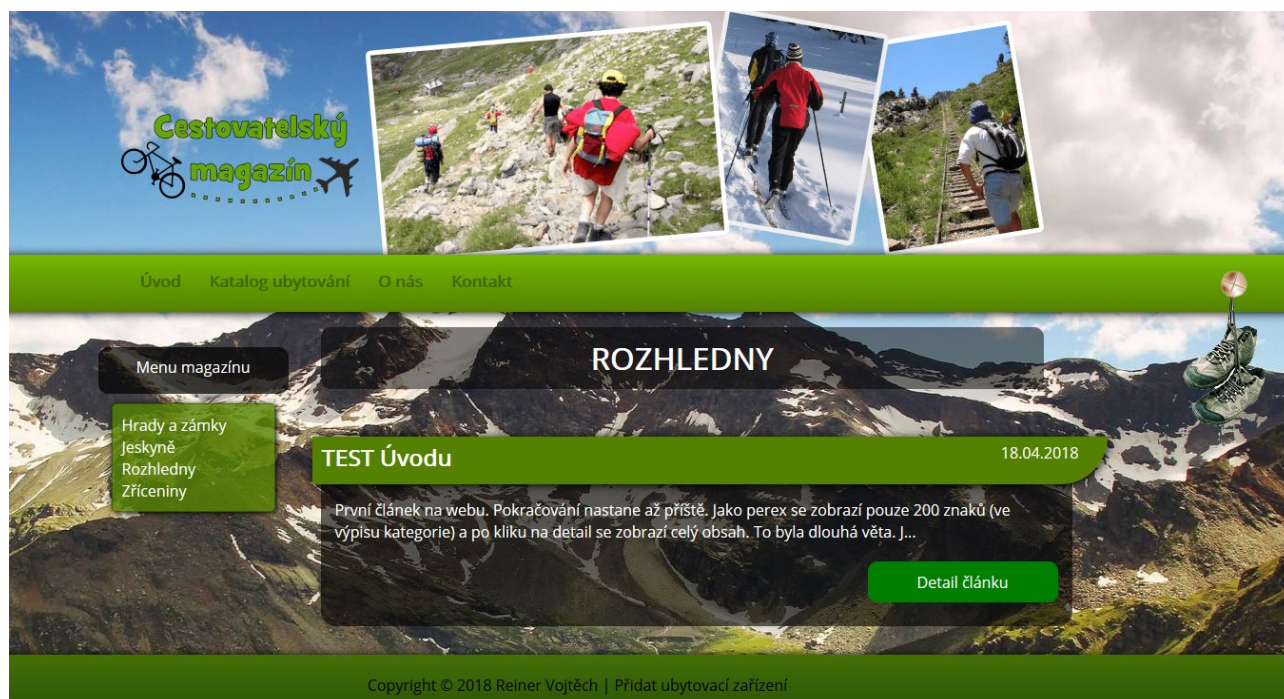 Cestovatelský
magazín
Úvod Katalog ubytování O nás Kontakt
Menu magazínu
ROZHLEDNY
Hrady a zámky
Jeskyně
Rozhledny
Zříceniny
TEST Úvodu 18.04.2018
První článek na webu. Pokračování nastane až příště. Jako perex se zobrazí pouze 200 znaků (ve
výpisu kategorie) a po kliku na detail se zobrazí celý obsah. To byla dlouhá věta. J...
Detail článku
Copyright © 2018 Reiner Vojtěch | Přidat ubytovací zařízení